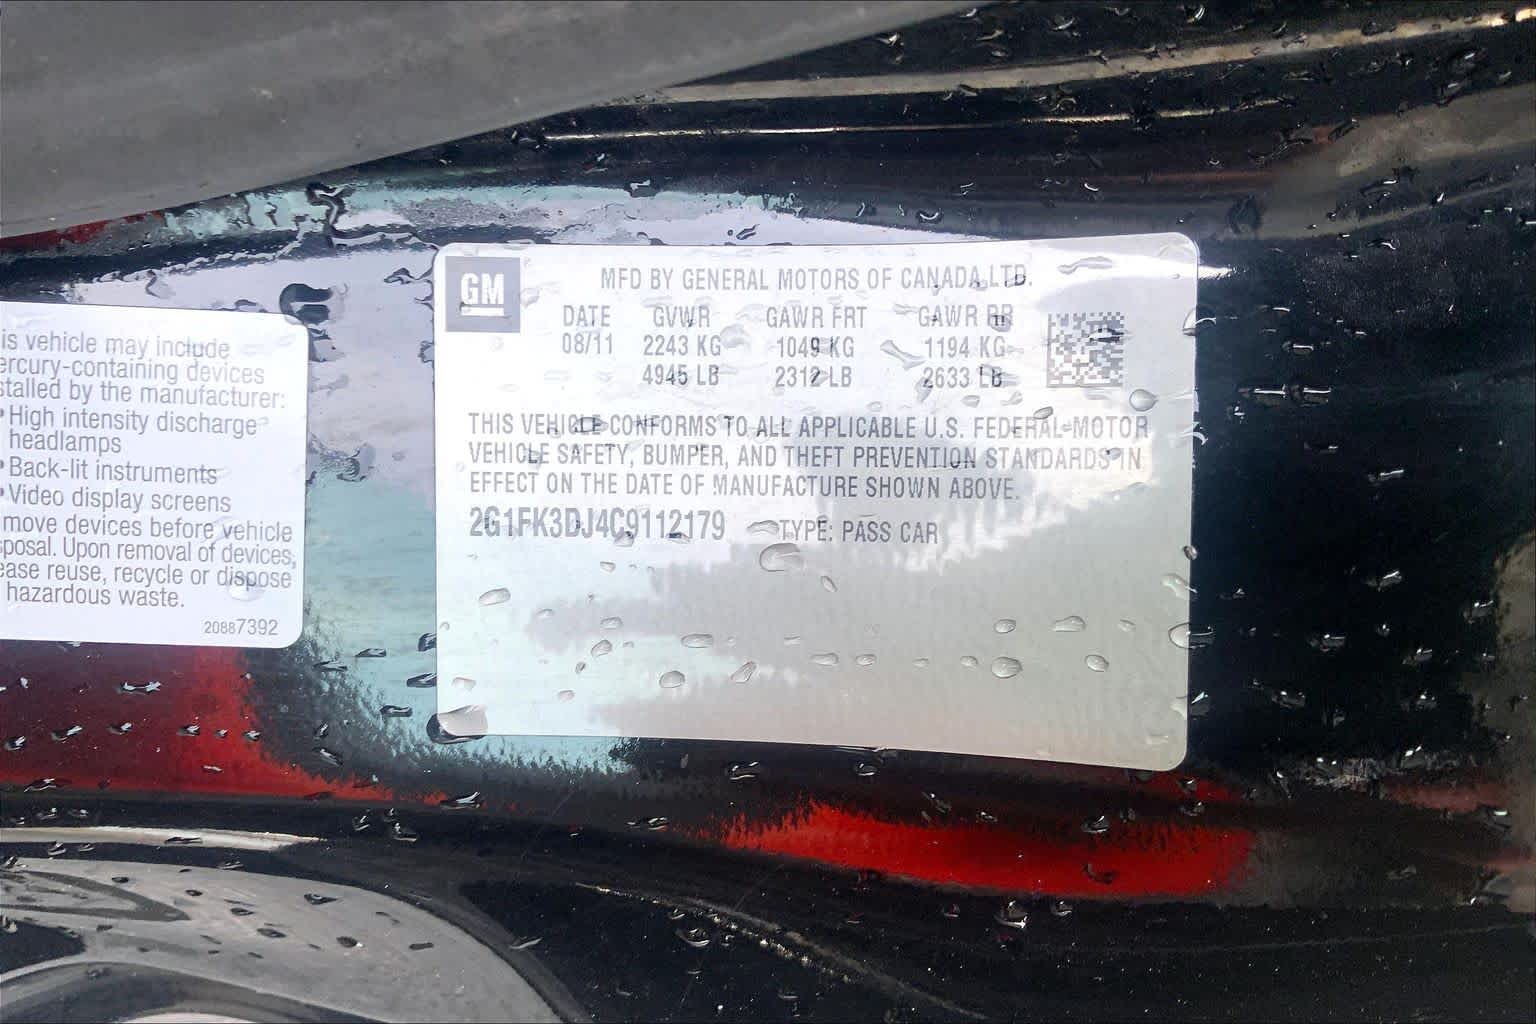 is vehicle may include
ercury-containing devices
stalled by the manufacturer:
• High intensity discharge
headlamps
• Back-lit instruments
• Video display screens
move devices before vehicle
sposal. Upon removal of devices,
ease reuse, recycle or dispose
hazardous waste.
20887392
GM
MFD BY GENERAL MOTORS OF CANADA LTD.
DATE GVWR GAWR FRT GAWR RR
08/11 2243 KG 1049 KG 1194 KG
4945 LB 2312 LB 2633 LB
THIS VEHICLE CONFORMS TO ALL APPLICABLE U.S. FEDERAL MOTOR
VEHICLE SAFETY, BUMPER, AND THEFT PREVENTION STANDARDS IN
EFFECT ON THE DATE OF MANUFACTURE SHOWN ABOVE.
2G1FK3DJ4C9112179 TYPE: PASS CAR